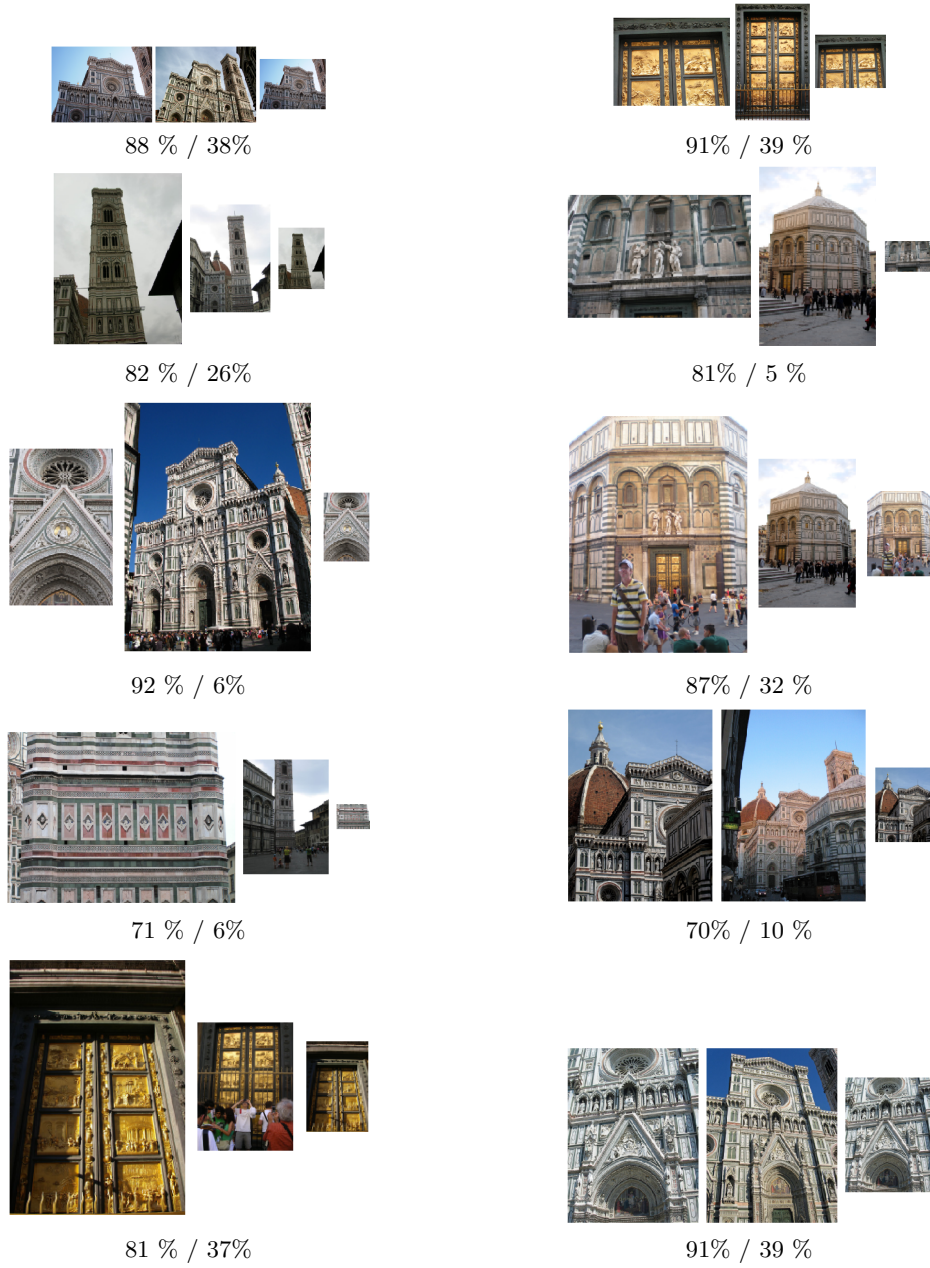 88 % / 38%
91% / 39 %
82 % / 26%
81% / 5 %
92 % / 6%
87% / 32 %
71 % / 6%
70% / 10 %
81 % / 37%
91% / 39 %